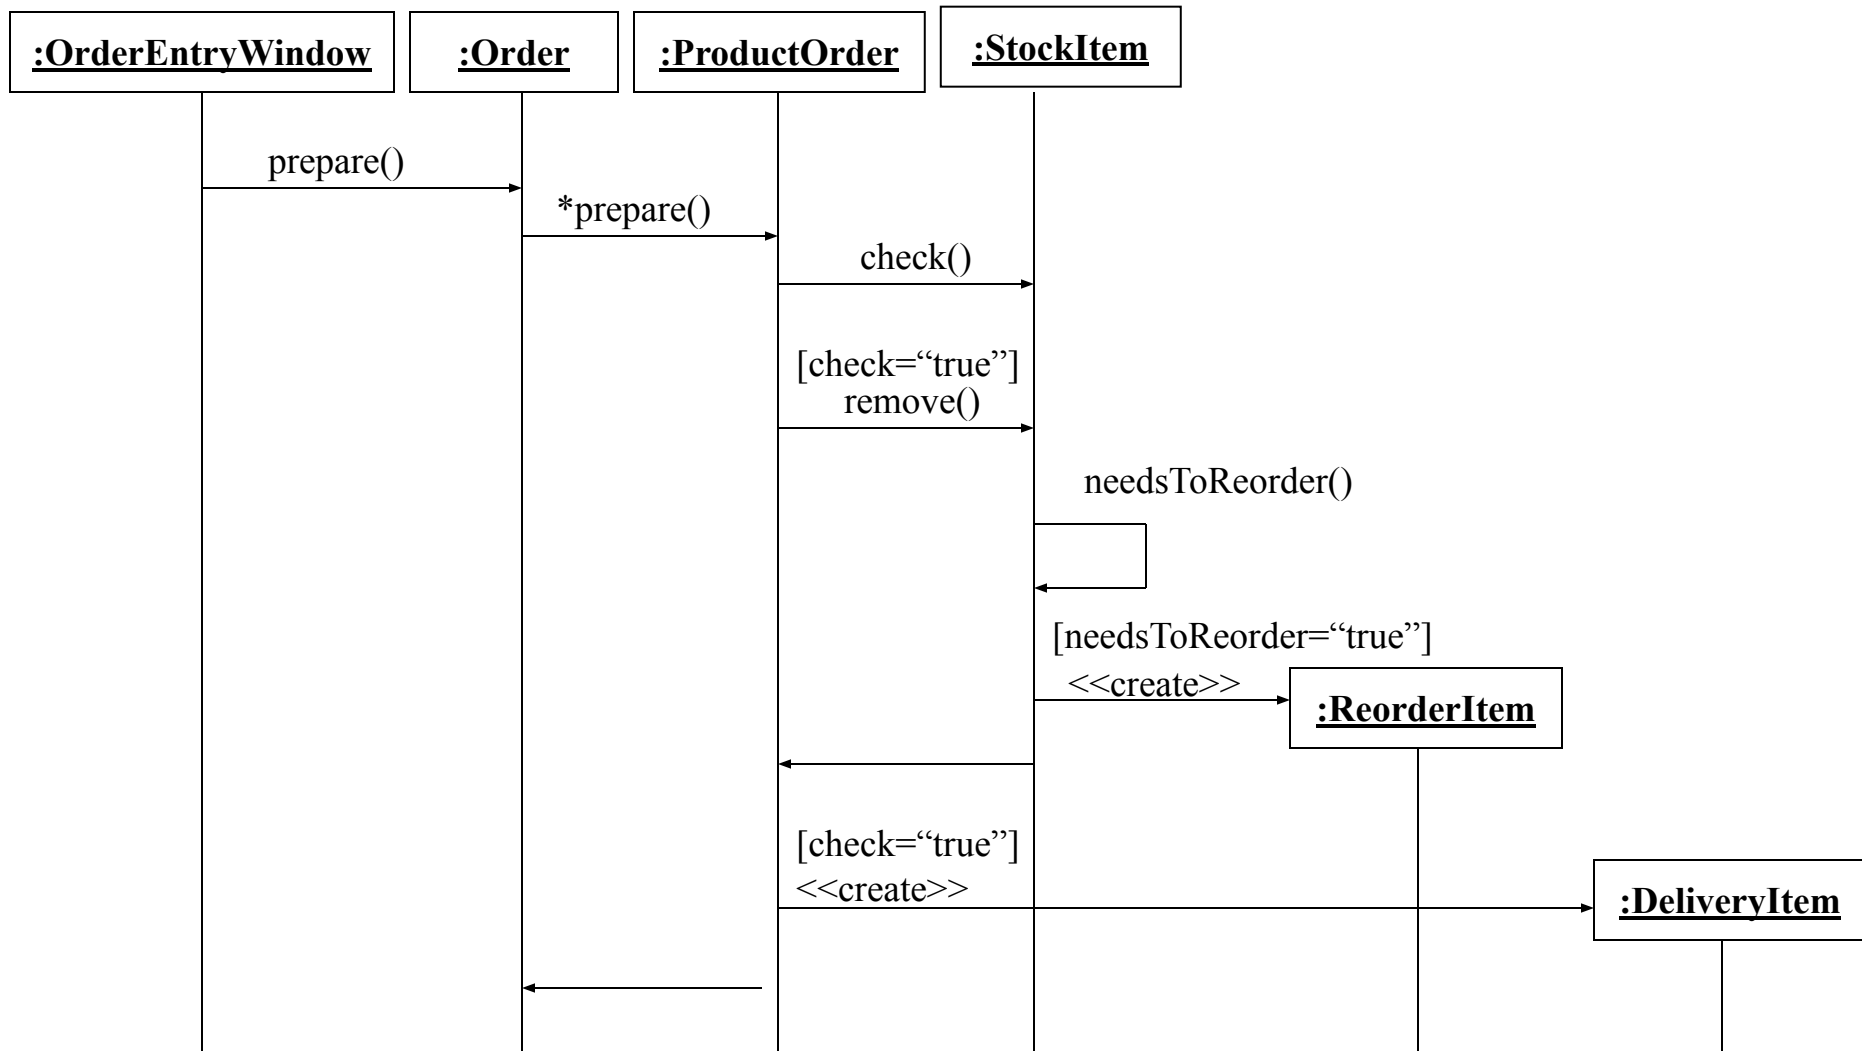 :OrderEntryWindow
:Order
:ProductOrder
:StockItem
prepare()
*prepare()
check()
[check=“true”]
remove()
needsToReorder()
[needsToReorder=“true”]
<<create>>
:ReorderItem
[check=“true”]
<<create>>
:DeliveryItem